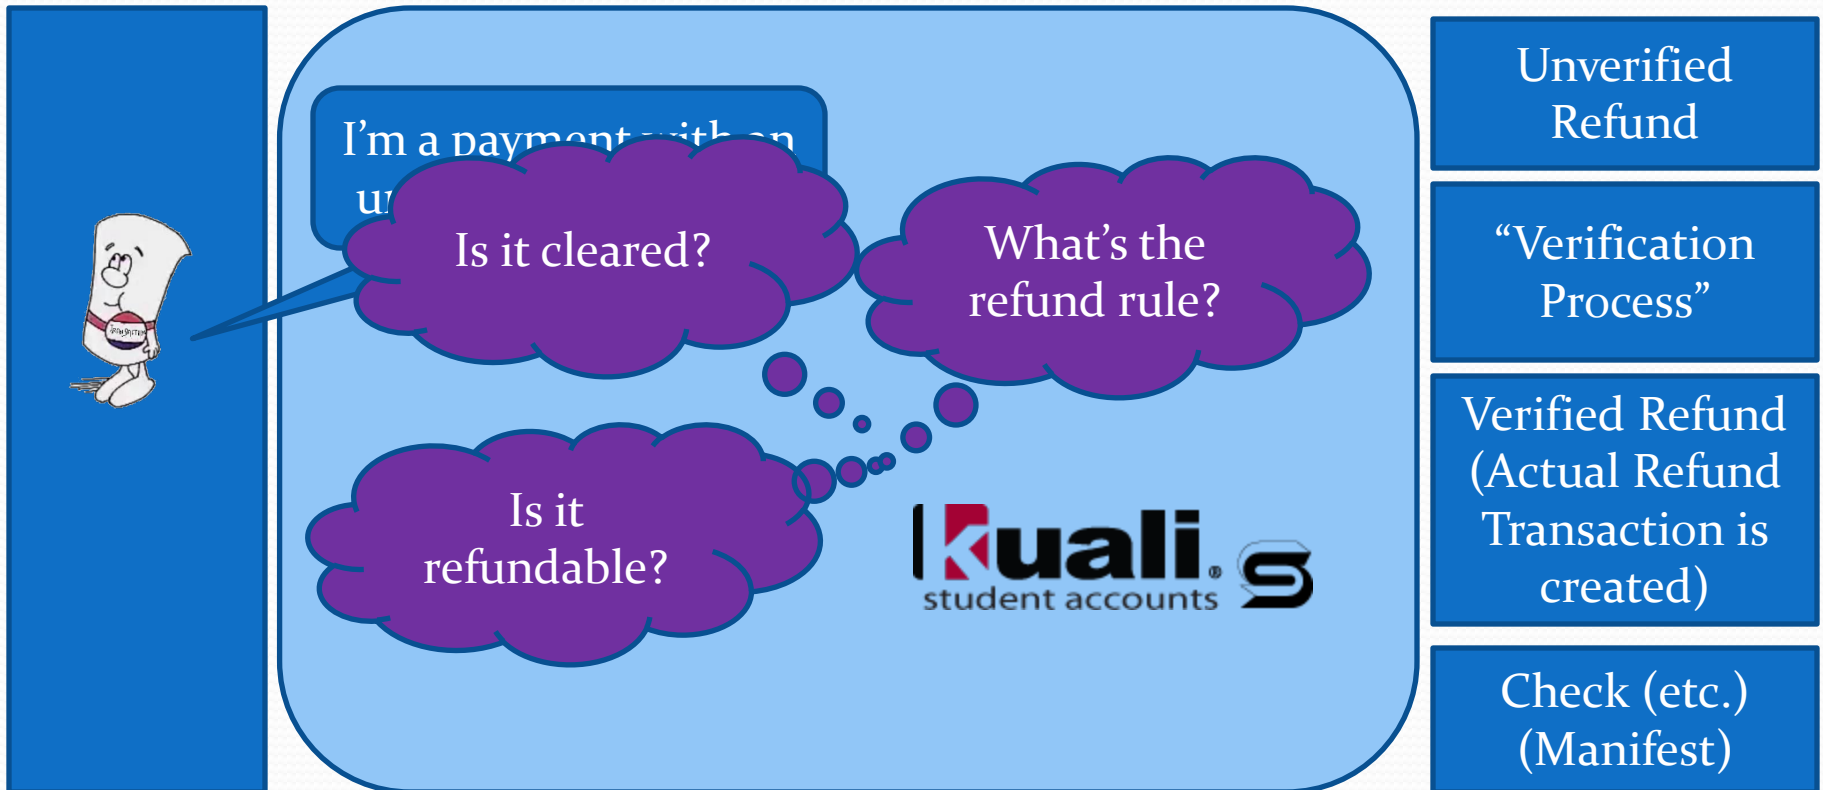 I'm a payment with an
Is it cleared?
What's the
refund rule?
Is it
refundable?
kuali.
student accounts
Unverified
Refund
“Verification
Process”
Verified Refund
(Actual Refund
Transaction is
created)
Check (etc.)
(Manifest)